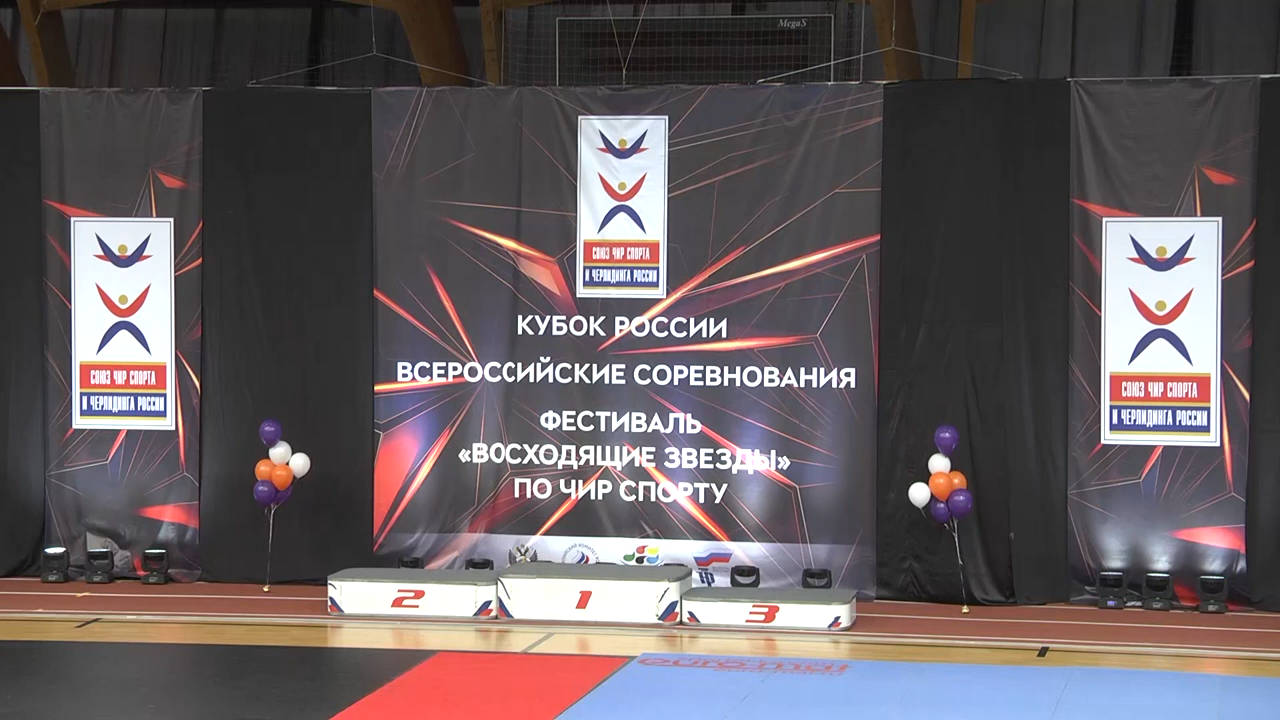 MegaS
СОЮЗ ЧИР СПОРТА
И ЧЕРЛИДИНГА РОССИИ
КУБОК РОССИИ
ВСЕРОССИЙСКИЕ СОРЕВНОВАНИЯ
ФЕСТИВАЛЬ
«ВОСХОДЯЩИЕ ЗВЕЗДЫ»
ПО ЧИР СПОРТУ
СОЮЗ ЧИР СПОРТА
И ЧЕРЛИДИНГА РОССИИ
СОЮЗ ЧИР СПОРТА
И ЧЕРЛИДИНГА РОССИИ
2
1
3